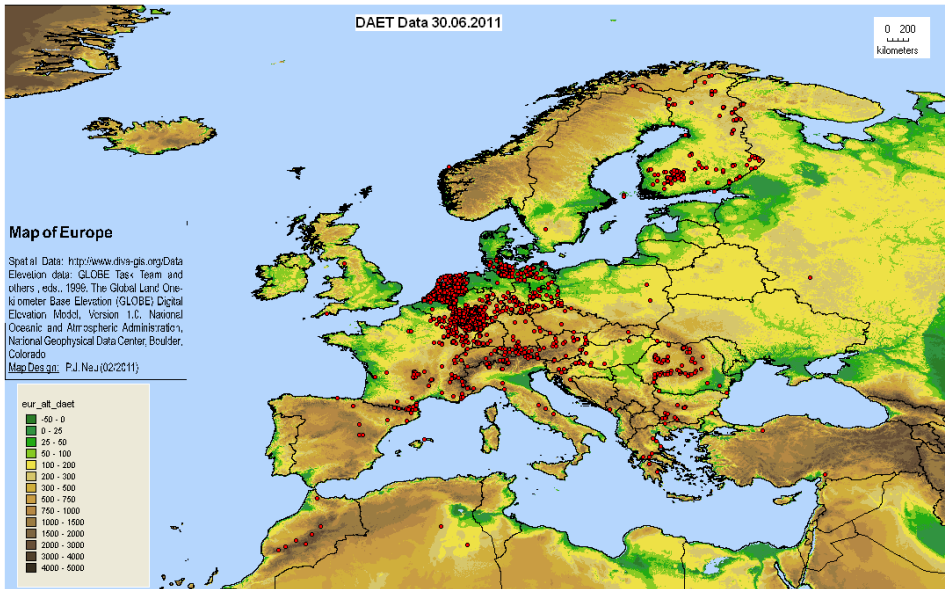 DAET Data 30.06.2011
0 200
kilometers
Map of Europe
Spatial Data: http://www.diva-gis.org/Data
Elevation data: GLOBE Task Team and
others, eds., 1999. The Global Land One-
kilometer Base Elevation (GLOBE) Digital
Elevation Model, Version 1.0. National
Oceanic and Atmospheric Administration,
National Geophysical Data Center, Boulder,
Colorado
Map Design: P.J. Neu (02/2011)
eur_alt_daet
-50 - 0
0 - 25
25 - 50
50 - 100
100 - 200
200 - 300
300 - 500
500 - 750
750 - 1000
1000 - 1500
1500 - 2000
2000 - 3000
3000 - 4000
4000 - 5000